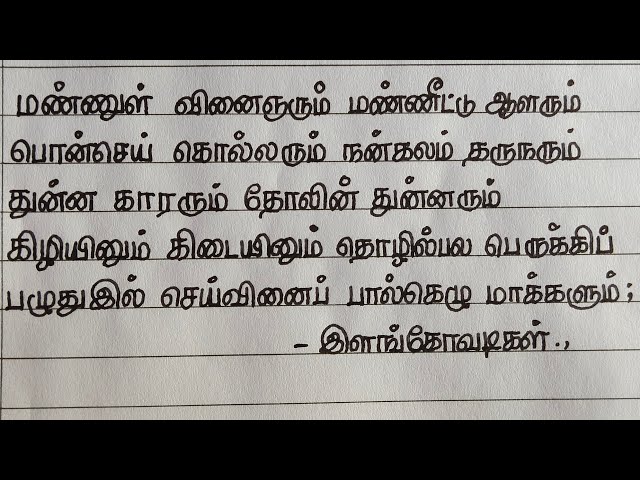 மண்ணுள் வினைஞரும் மண்ணீட்டு ஆளரும்
பொன்செய் கொல்லரும் நன்கலம் தருநரும்
துன்ன காரரும் தோலின் துன்னரும்
கிழியினும் கிடையினும் தொழில்பல பெருக்கிப்
பழுதுஇல் செய்வினைப் பால்கெழு மாக்களும்;
- இளங்கோவடிகள்.,